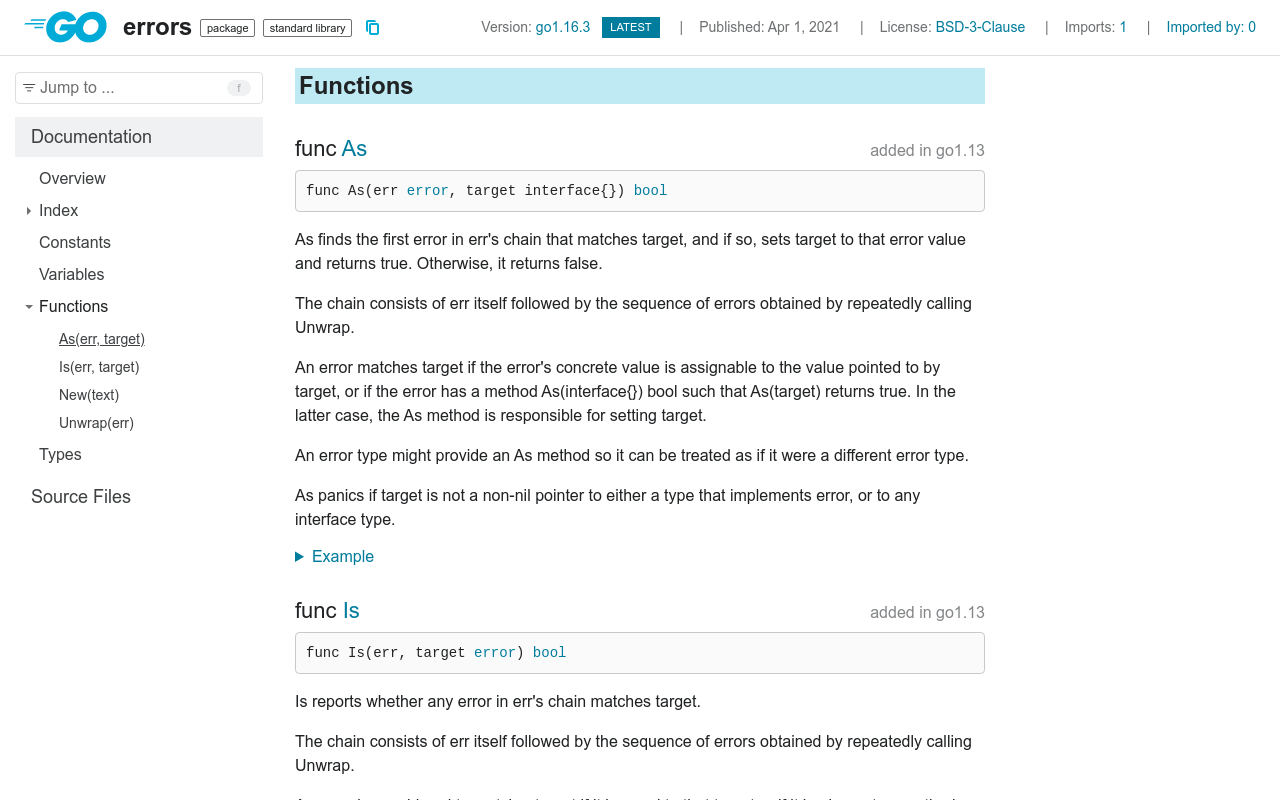 GO errors package standard library Version: go1.16.3 LATEST | Published: Apr 1, 2021 | License: BSD-3-Clause | Imports: 1 | Imported by: 0
Jump to ... f
Documentation
Overview
Index
Constants
Variables
Functions
As(err, target)
Is(err, target)
New(text)
Unwrap(err)
Types
Source Files
Functions
func As added in go1.13
func As(err error, target interface{}) bool
As finds the first error in err's chain that matches target, and if so, sets target to that error value
and returns true. Otherwise, it returns false.
The chain consists of err itself followed by the sequence of errors obtained by repeatedly calling
Unwrap.
An error matches target if the error's concrete value is assignable to the value pointed to by
target, or if the error has a method As(interface{}) bool such that As(target) returns true. In the
latter case, the As method is responsible for setting target.
An error type might provide an As method so it can be treated as if it were a different error type.
As panics if target is not a non-nil pointer to either a type that implements error, or to any
interface type.
Example
func Is added in go1.13
func Is(err, target error) bool
Is reports whether any error in err's chain matches target.
The chain consists of err itself followed by the sequence of errors obtained by repeatedly calling
Unwrap.